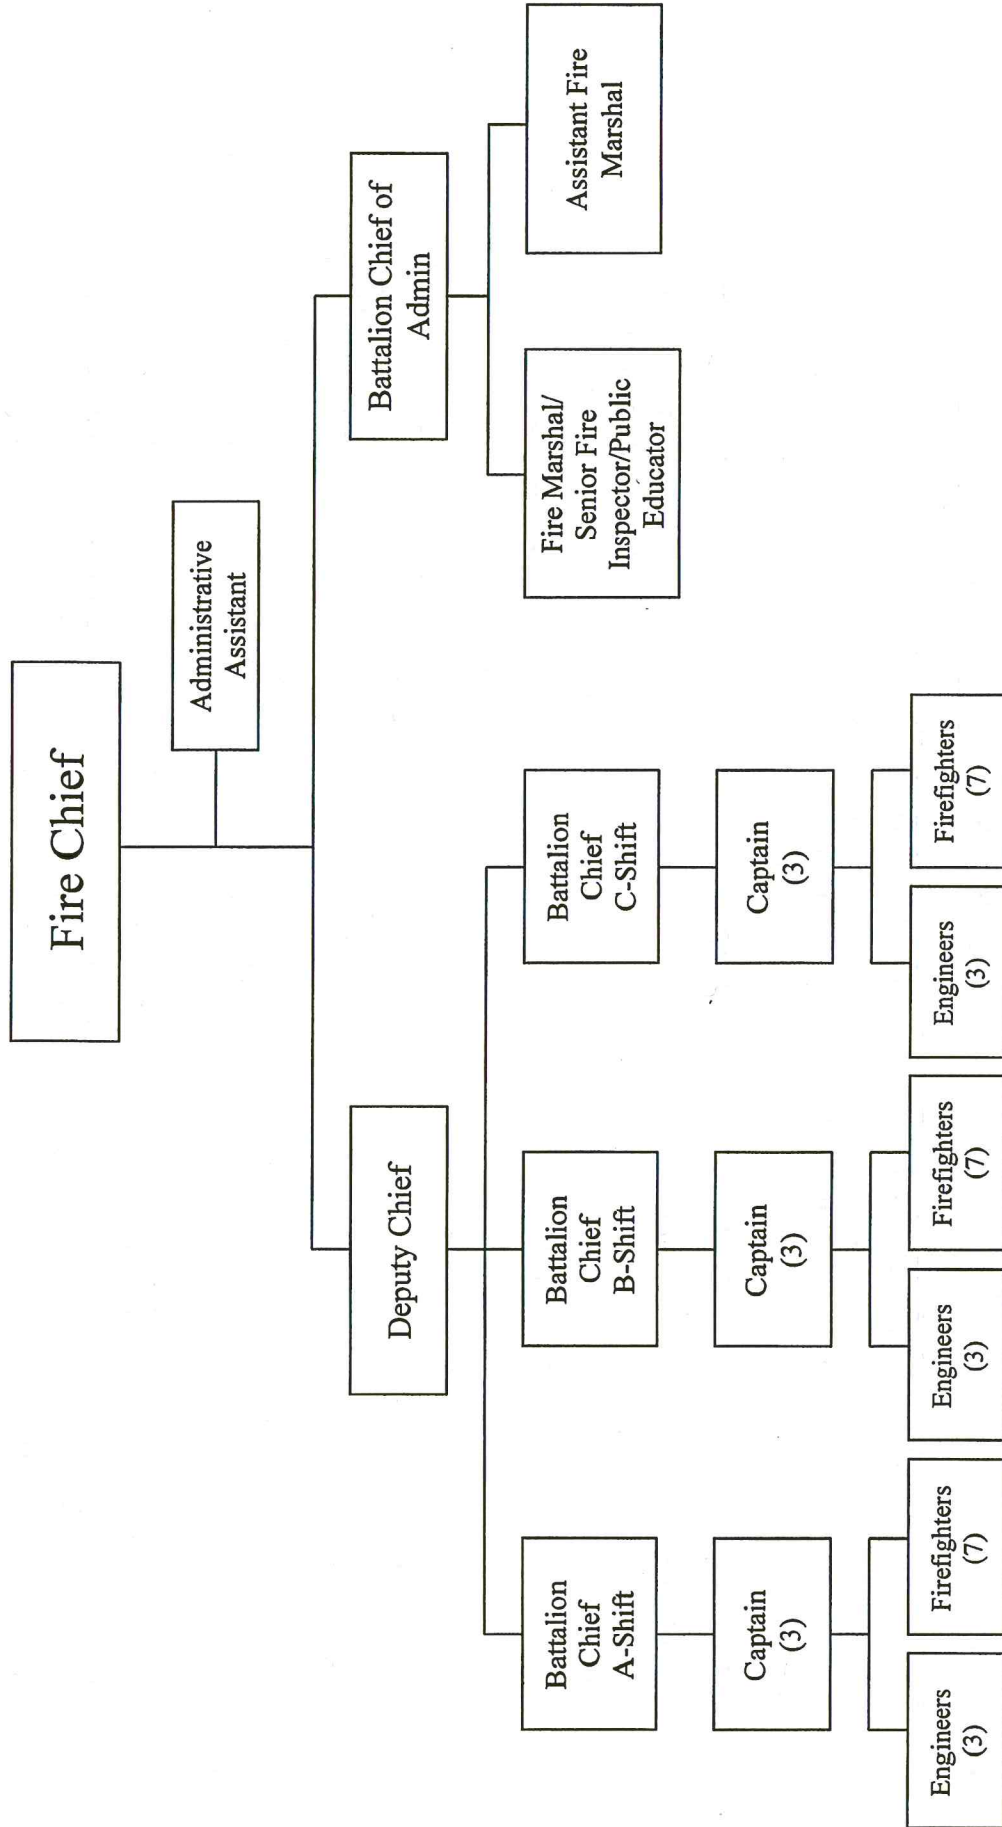 Fire Chief
Administrative
Assistant
Deputy Chief
Battalion Chief of
Admin
Battalion
Chief
A-Shift
Battalion
Chief
B-Shift
Battalion
Chief
C-Shift
Fire Marshal/
Senior Fire
Inspector/Public
Educator
Assistant Fire
Marshal
Captain
(3)
Captain
(3)
Captain
(3)
Engineers
(3)
Firefighters
(7)
Engineers
(3)
Firefighters
(7)
Engineers
(3)
Firefighters
(7)